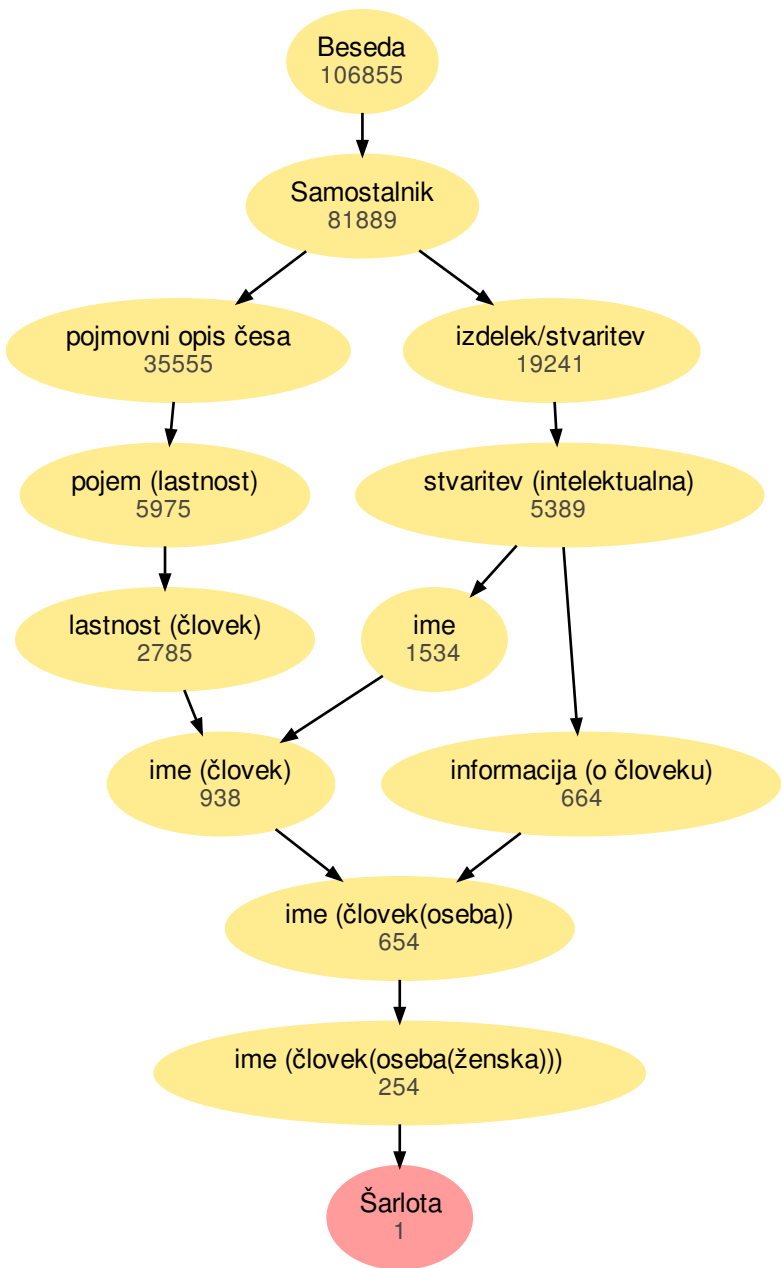 Beseda
106855
Samostalnik
81889
pojmovni opis česa
35555
izdelek/stvaritev
19241
pojem (lastnost)
5975
stvaritev (intelektualna)
5389
lastnost (človek)
2785
ime
1534
ime (človek)
938
informacija (o človeku)
664
ime (človek(oseba))
654
ime (človek(oseba(ženska)))
254
Šarlota
1